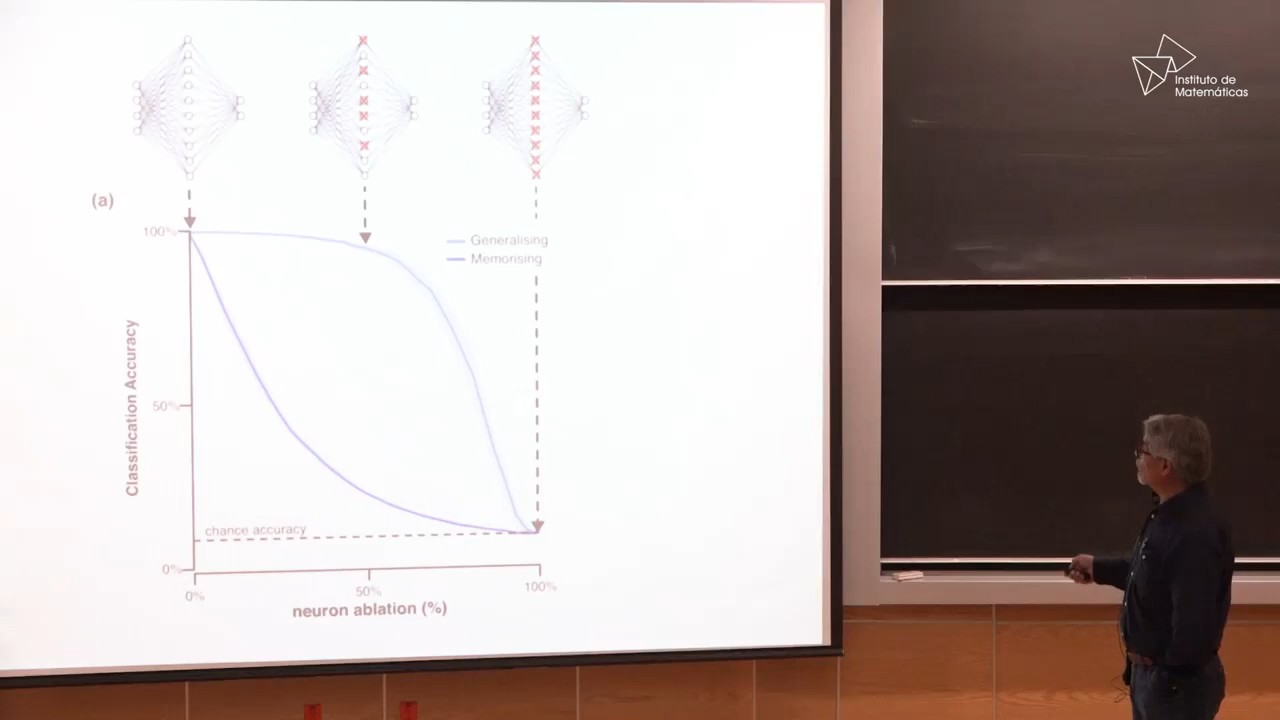 Instituto de
Matemáticas
(a)
100%
Generalising
Memorising
Classification Accuracy
50%
chance accuracy
0%
0%
50%
100%
neuron ablation (%)